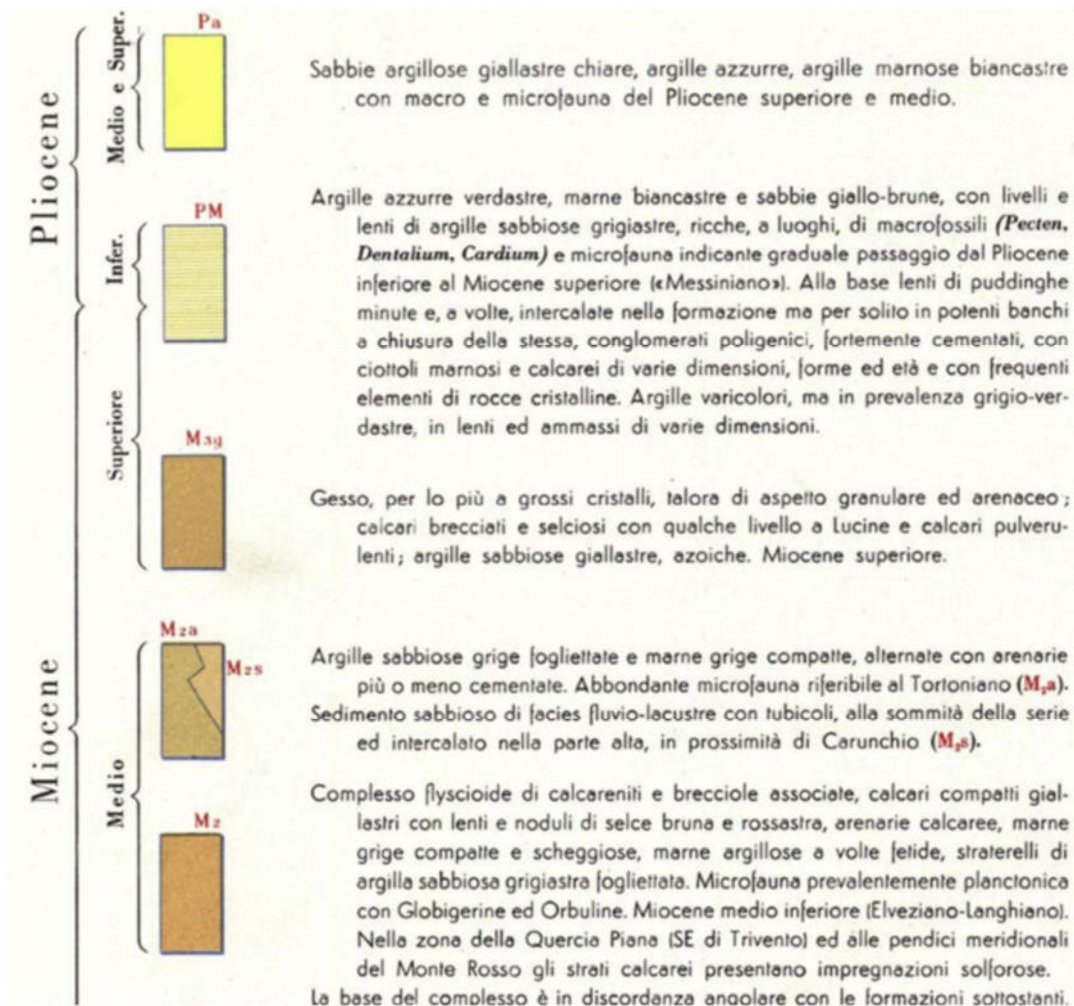 Pliocene
Medio e Super.
Pa
Sabbie argillose giallastre chiare, argille azzurre, argille marnose biancastre
con macro e microfauna del Pliocene superiore e medio.
Infer.
PM
Argille azzurre verdastre, marne biancastre e sabbie giallo-brune, con livelli e
lenti di argille sabbiose grigiastre, ricche, a luoghi, di macrofossili (Pecten,
Dentalium, Cardium) e microfauna indicante graduale passaggio dal Pliocene
inferiore al Miocene superiore («Messiniano»). Alla base lenti di puddinghe
minute e, a volte, intercalate nella formazione ma per solito in potenti banchi
a chiusura della stessa, conglomerati poligenici, fortemente cementati, con
ciottoli marnosi e calcarei di varie dimensioni, forme ed età e con frequenti
elementi di rocce cristalline. Argille varicolori, ma in prevalenza grigio-ver-
dastre, in lenti ed ammassi di varie dimensioni.
Miocene
Superiore
M3g
Gesso, per lo più a grossi cristalli, talora di aspetto granulare ed arenaceo;
calcari brecciati e selciosi con qualche livello a Lucine e calcari pulveru-
lenti; argille sabbiose giallastre, azoiche. Miocene superiore.
Medio
M2a
M2s
Argille sabbiose grige fogliettate e marne grige compatte, alternate con arenarie
più o meno cementate. Abbondante microfauna riferibile al Tortoniano (M2a).
Sedimento sabbioso di facies fluvio-lacustre con tubicoli, alla sommità della serie
ed intercalato nella parte alta, in prossimità di Carunchio (M2s).
M2
Complesso flyscioide di calcareniti e brecciole associate, calcari compatti gial-
lastri con lenti e noduli di selce bruna e rossastra, arenarie calcaree, marne
grige compatte e scheggiose, marne argillose a volte fetide, straterelli di
argilla sabbiosa grigiastra fogliettata. Microfauna prevalentemente planctonica
con Globigerine ed Orbuline. Miocene medio inferiore (Elveziano-Langhiano).
Nella zona della Quercia Piana (SE di Trivento) ed alle pendici meridionali
del Monte Rosso gli strati calcarei presentano impregnazioni solforose.
La base del complesso è in discordanza angolare con le formazioni sottostanti.